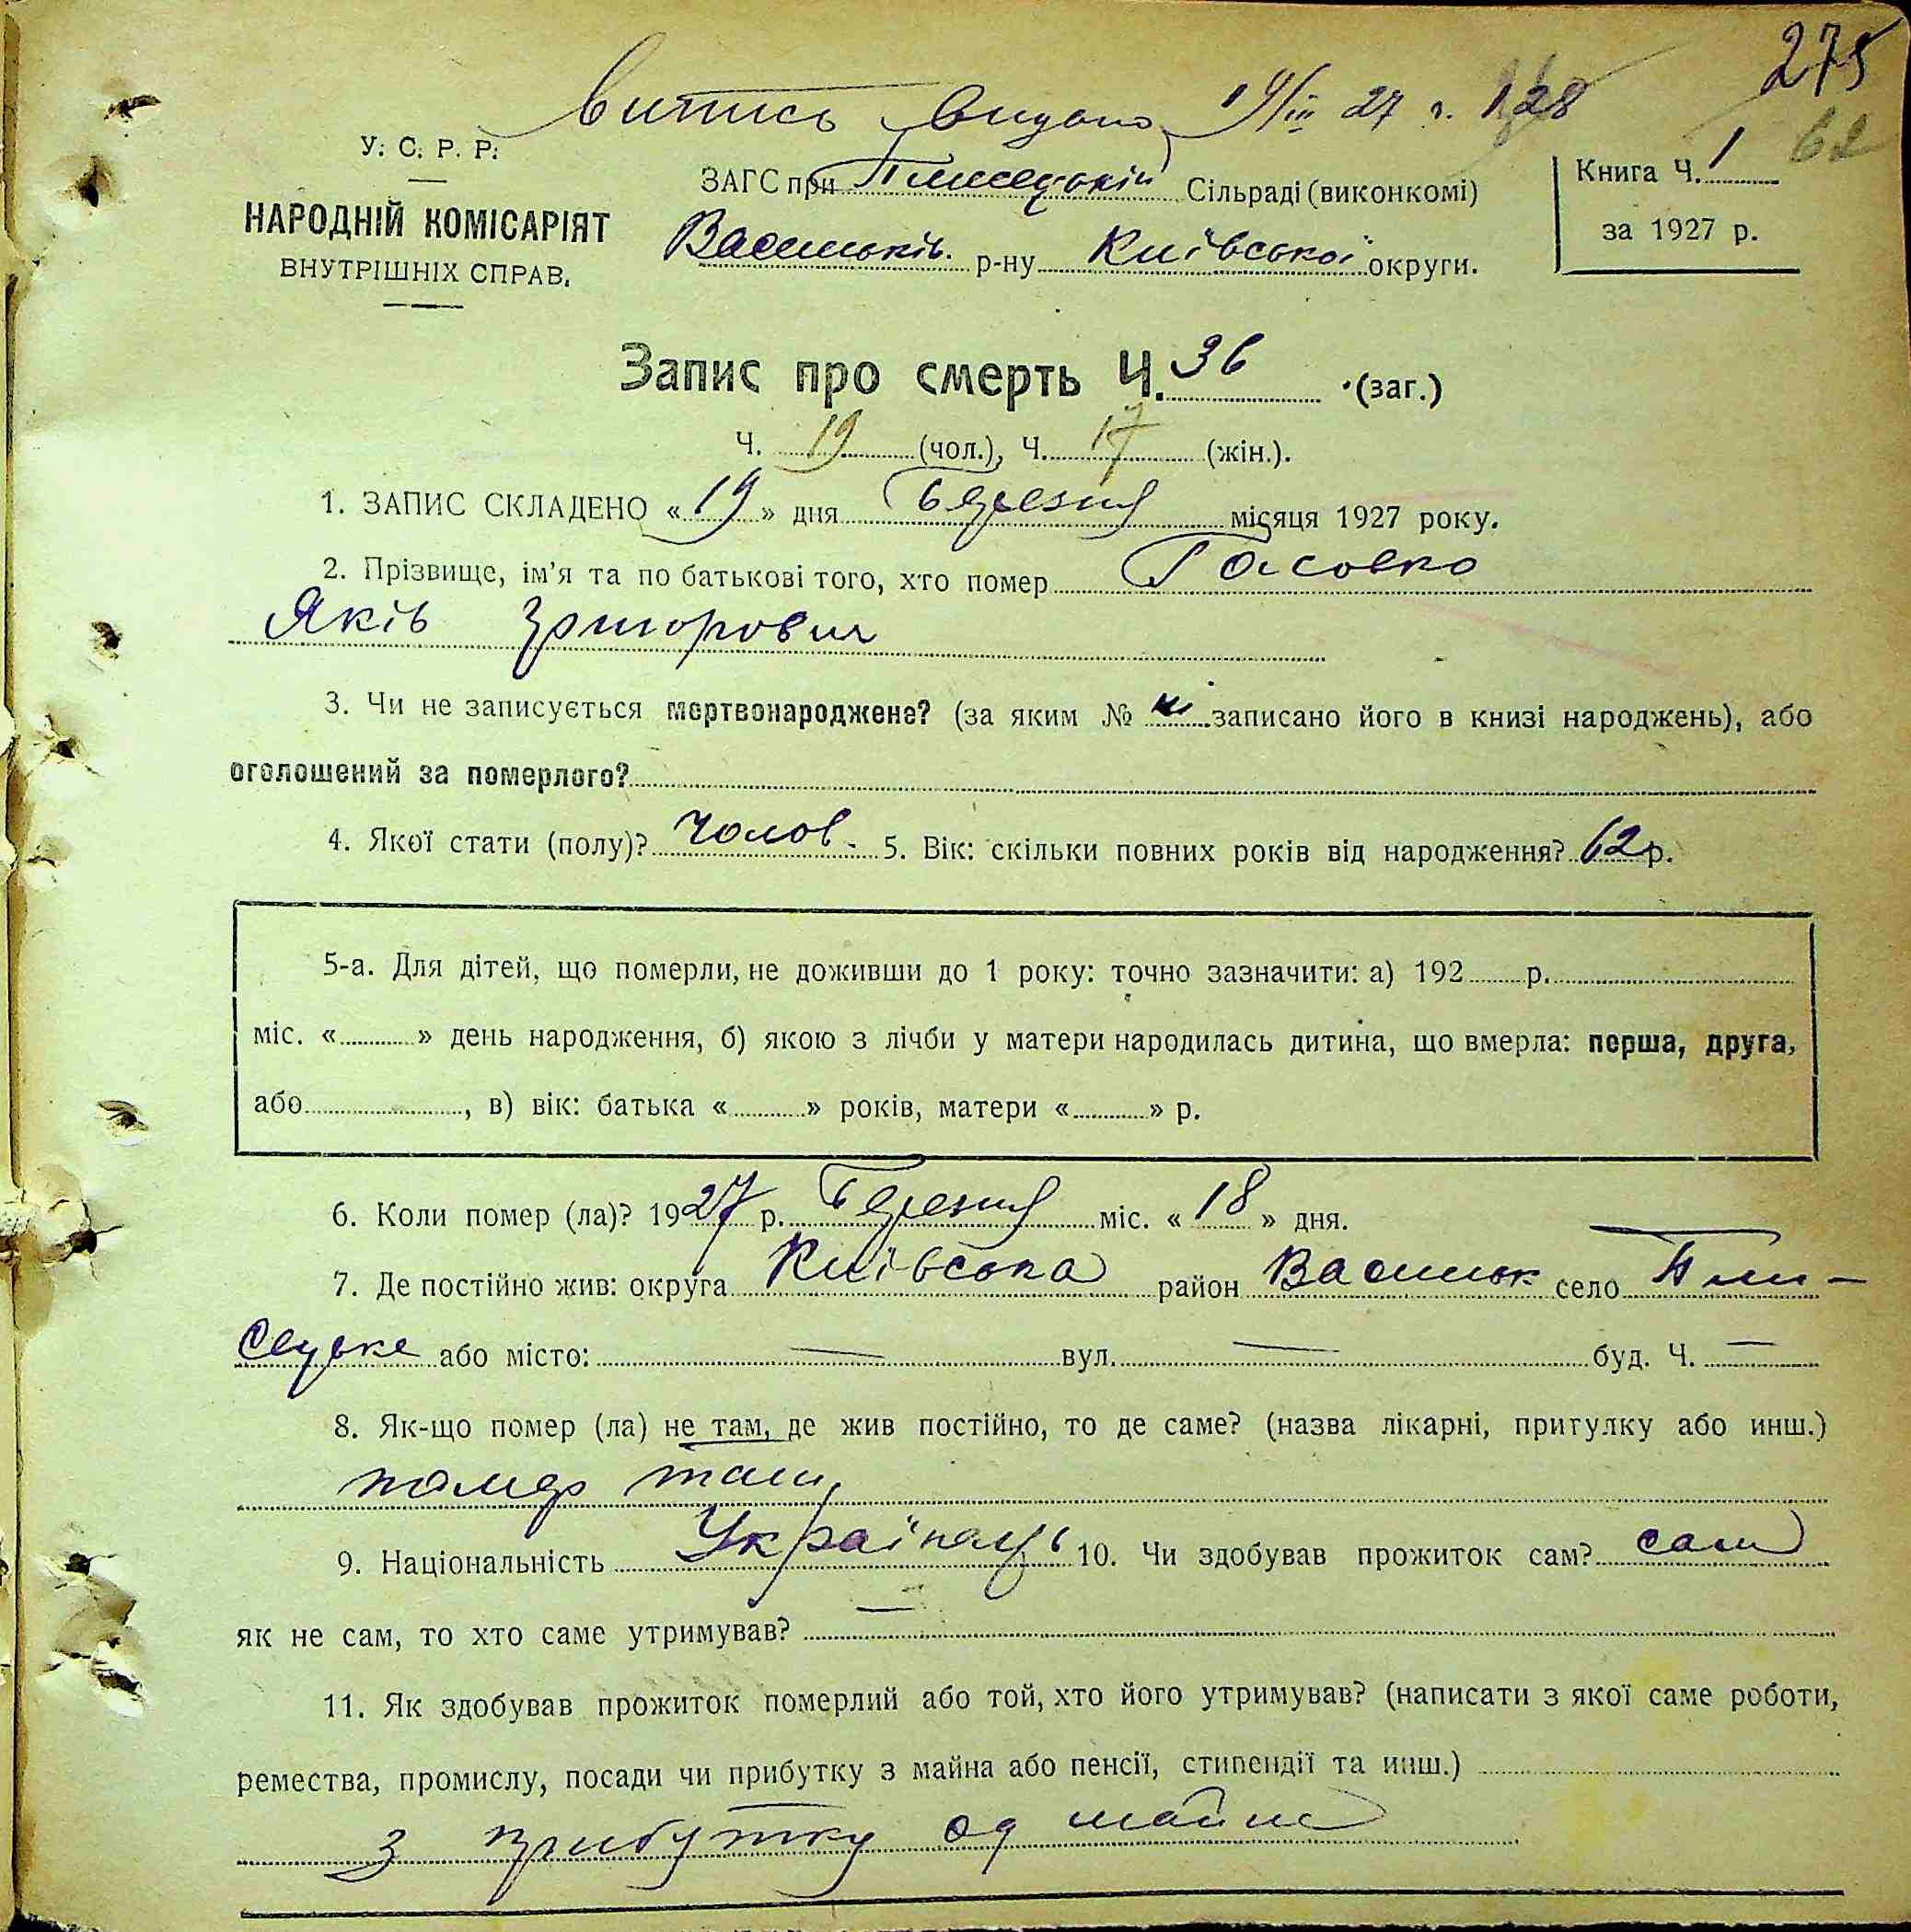 275
Витись видано 19/III 27 р. 128
62
У. С. Р. Р.
НАРОДНІЙ КОМІСАРІЯТ
ВНУТРІШНІХ СПРАВ.
ЗАГС при Плисецькій Сільраді (виконкомі)
Васильків. р-ну Київської округи.
Книга Ч. 1
за 1927 р.
Запис про смерть Ч. 36 (заг.)
Ч. 19 (чол.), Ч. 17 (жін.).
1. ЗАПИС СКЛАДЕНО «19» дня Березня місяця 1927 року.
2. Прізвище, ім'я та по батькові того, хто помер
Яків
3. Чи не записується мертвонароджене? (за яким № ні записано його в книзі народжень), або
оголошений за померлого?
4. Якої стати (полу)? Чолов. 5. Вік: скільки повних років від народження? 62 р.
5-а. Для дітей, що померли, не доживши до 1 року: точно зазначити: а) 192 р.
міс. « » день народження, б) якою з лічби у матери народилась дитина, що вмерла: перша, друга,
або , в) вік: батька « » років, матери « » р.
6. Коли помер (ла)? 1927 р. Березня міс. «18» дня.
7. Де постійно жив: округа Київська район Васильк село Пли-
сецьке або місто: — вул. — буд. Ч. —
8. Як-що помер (ла) не там, де жив постійно, то де саме? (назва лікарні, притулку або инш.)
помер там
9. Національність Українець 10. Чи здобував прожиток сам? сам
як не сам, то хто саме утримував? —
11. Як здобував прожиток померлий або той, хто його утримував? (написати з якої саме роботи,
ремества, промислу, посади чи прибутку з майна або пенсії, стипендії та инш.)
з прибутку од майна